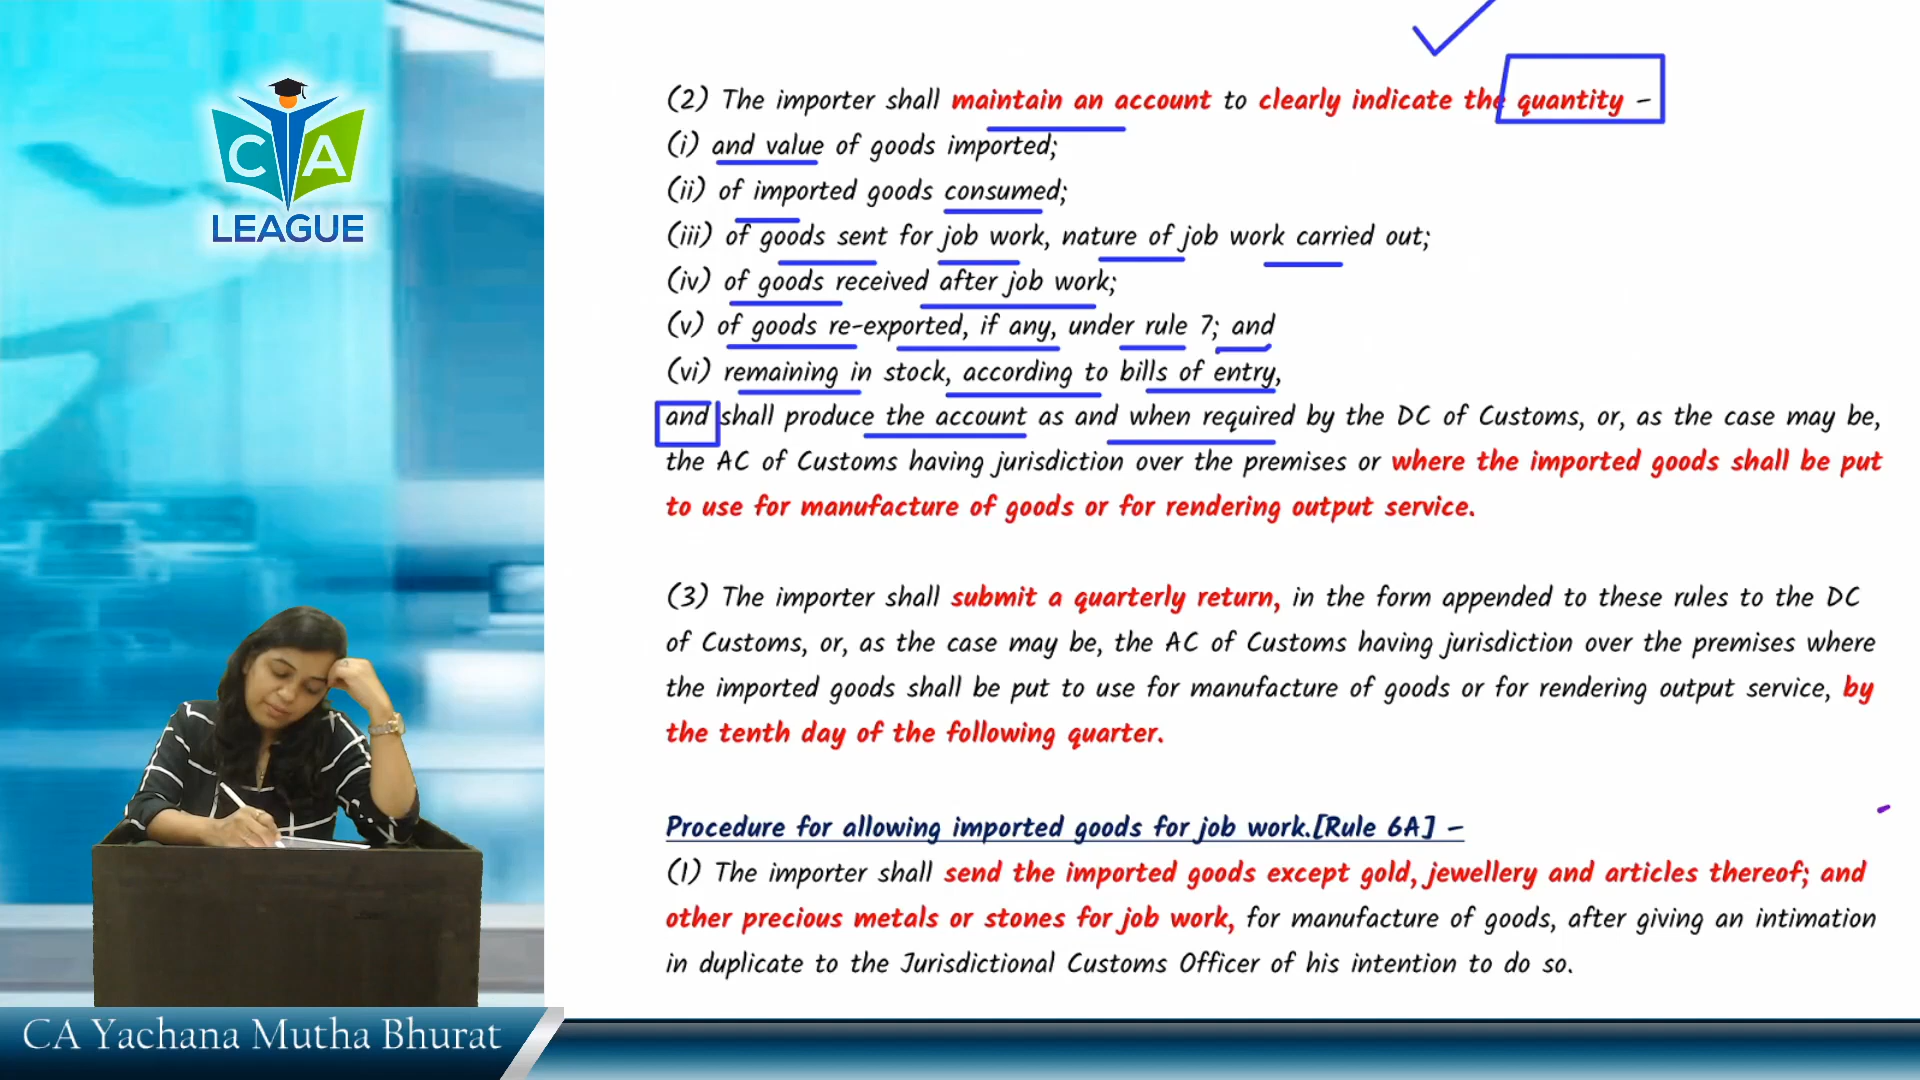 CA
LEAGUE
(2) The importer shall maintain an account to clearly indicate the quantity –
(i) and value of goods imported;
(ii) of imported goods consumed;
(iii) of goods sent for job work, nature of job work carried out;
(iv) of goods received after job work;
(v) of goods re-exported, if any, under rule 7; and
(vi) remaining in stock, according to bills of entry,
and shall produce the account as and when required by the DC of Customs, or, as the case may be,
the AC of Customs having jurisdiction over the premises or where the imported goods shall be put
to use for manufacture of goods or for rendering output service.
(3) The importer shall submit a quarterly return, in the form appended to these rules to the DC
of Customs, or, as the case may be, the AC of Customs having jurisdiction over the premises where
the imported goods shall be put to use for manufacture of goods or for rendering output service, by
the tenth day of the following quarter.
Procedure for allowing imported goods for job work.[Rule 6A] –
(1) The importer shall send the imported goods except gold, jewellery and articles thereof; and
other precious metals or stones for job work, for manufacture of goods, after giving an intimation
in duplicate to the Jurisdictional Customs Officer of his intention to do so.
CA Yachana Mutha Bhurat